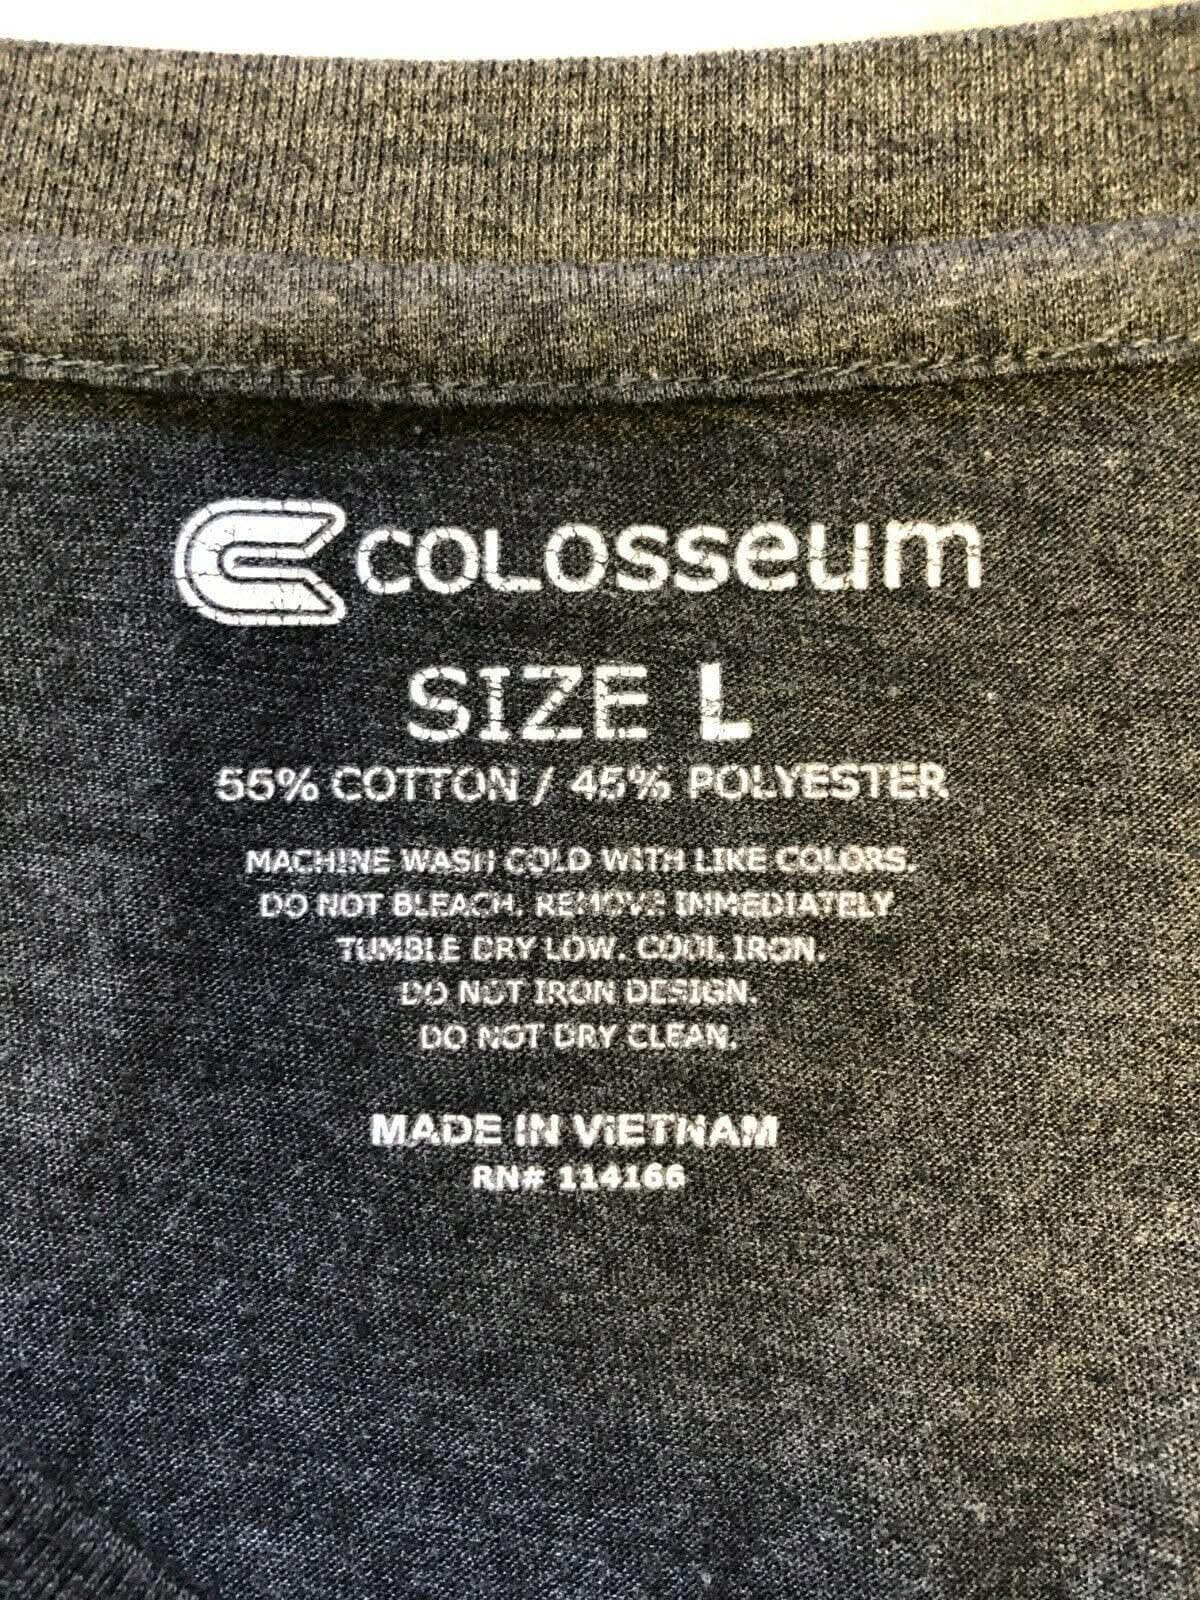 COLOSSEUM
SIZE L
55% COTTON / 45% POLYESTER
MACHINE WASH COLD WITH LIKE COLORS.
DO NOT BLEACH. REMOVE IMMEDIATELY
TUMBLE DRY LOW. COOL IRON.
DO NOT IRON DESIGN.
DO NOT DRY CLEAN.
MADE IN VIETNAM
RN# 114166